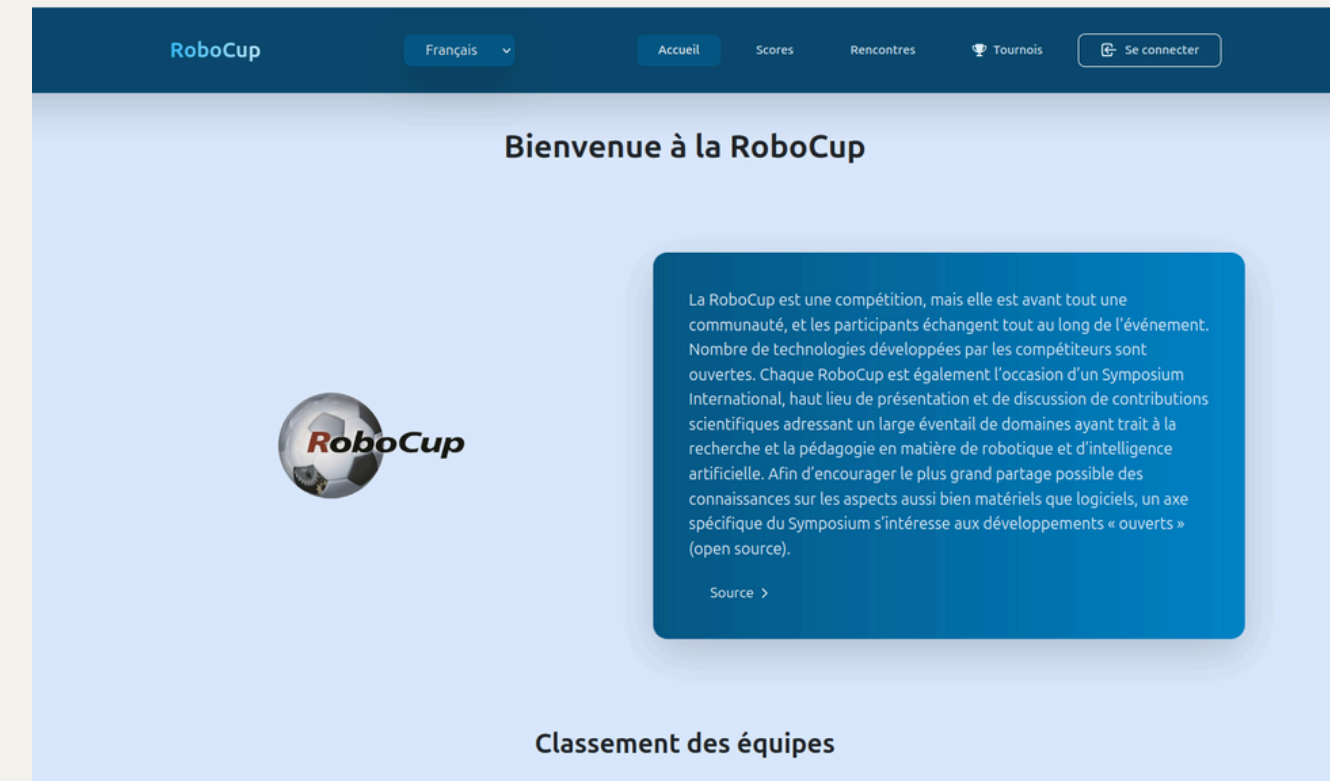 RoboCup
Français
Accueil
Scores
Rencontres
Tournois
Se connecter
Bienvenue à la RoboCup
RoboCup
La RoboCup est une compétition, mais elle est avant tout une
communauté, et les participants échangent tout au long de l'événement.
Nombre de technologies développées par les compétiteurs sont
ouvertes. Chaque RoboCup est également l’occasion d’un Symposium
International, haut lieu de présentation et de discussion de contributions
scientifiques adressant un large éventail de domaines ayant trait à la
recherche et la pédagogie en matière de robotique et d’intelligence
artificielle. Afin d’encourager le plus grand partage possible des
connaissances sur les aspects aussi bien matériels que logiciels, un axe
spécifique du Symposium s’intéresse aux développements « ouverts »
(open source).
Source
Classement des équipes